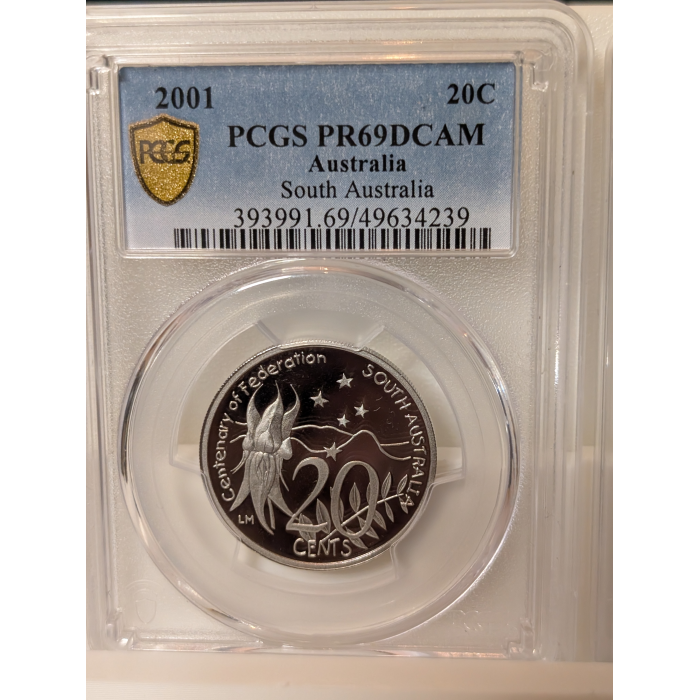 2001 20C
PCGS PCGS PR69DCAM
Australia
South Australia
393991.69/49634239
Centenary of Federation
SOUTH AUSTRALIA
LM
20
CENTS